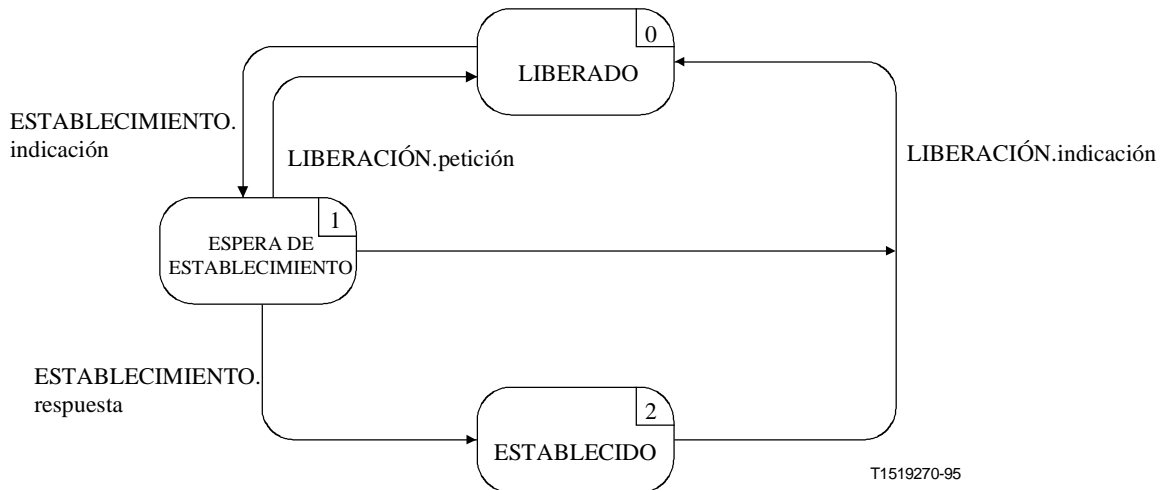 0
LIBERADO
ESTABLECIMIENTO.
indicación
LIBERACIÓN.petición
LIBERACIÓN.indicación
1
ESPERA DE
ESTABLECIMIENTO
ESTABLECIMIENTO.
respuesta
2
ESTABLECIDO
T1519270-95